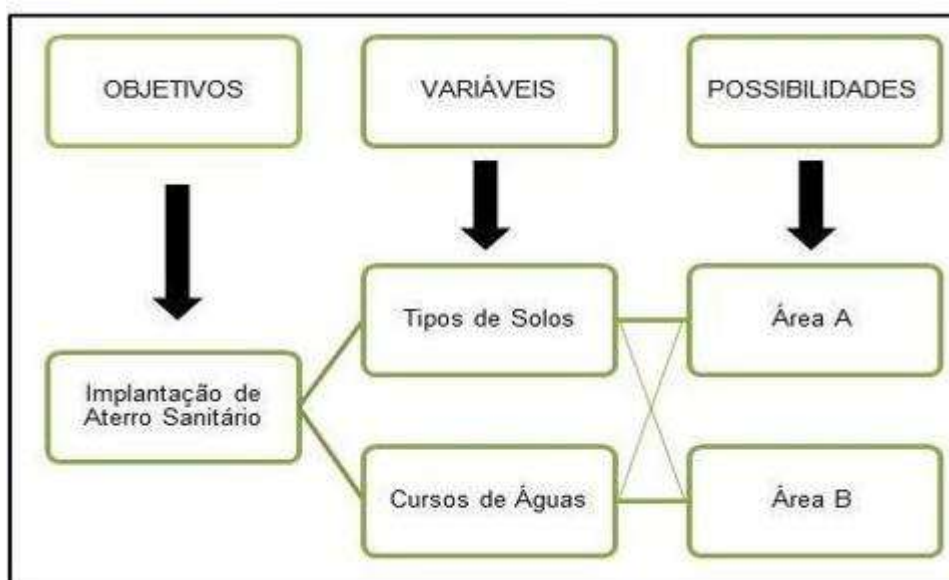 OBJETIVOS
VARIÁVEIS
POSSIBILIDADES
Tipos de Solos
Área A
Implantação de
Aterro Sanitário
Cursos de Águas
Área B